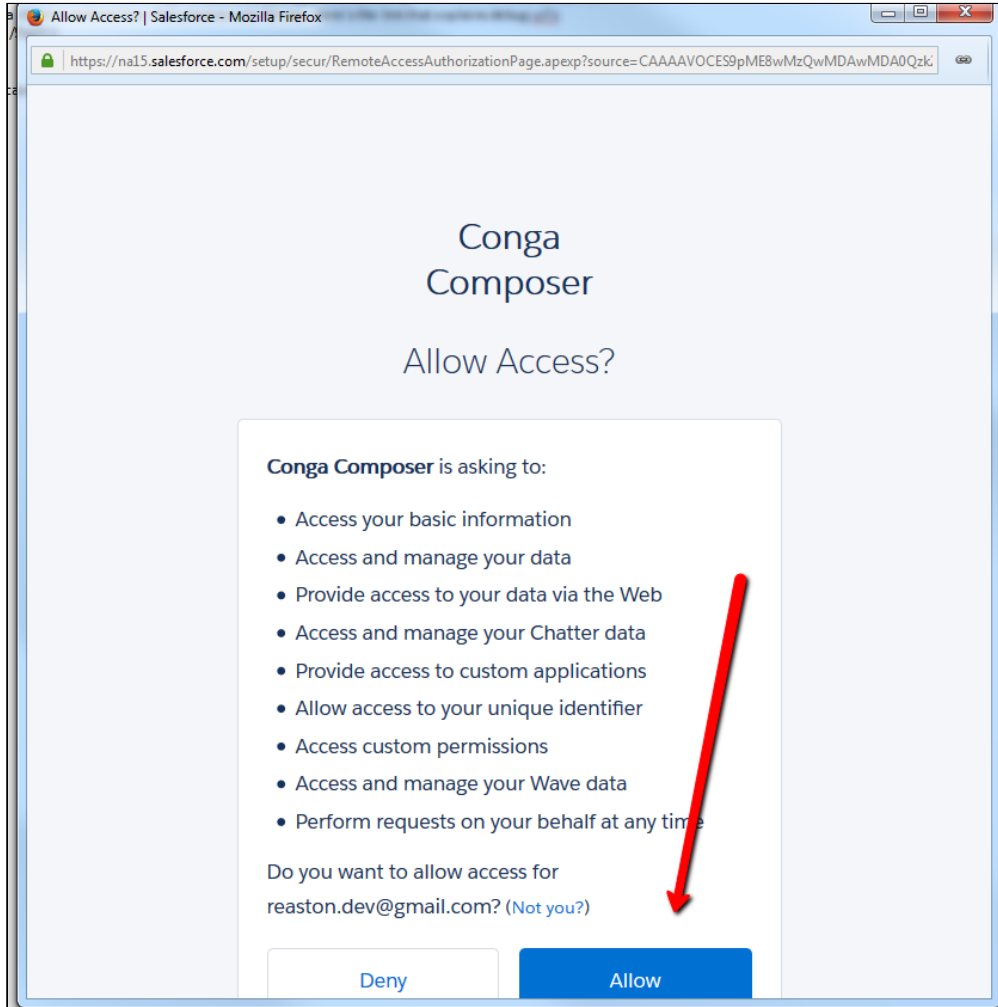 Allow Access? | Salesforce - Mozilla Firefox
https://na15.salesforce.com/setup/secur/RemoteAccessAuthorizationPage.apexp?source=CAAAAVOCES9pME8wMzQwMDAwMDA0Qzk
Conga
Composer
Allow Access?
Conga Composer is asking to:
• Access your basic information
• Access and manage your data
• Provide access to your data via the Web
• Access and manage your Chatter data
• Provide access to custom applications
• Allow access to your unique identifier
• Access custom permissions
• Access and manage your Wave data
• Perform requests on your behalf at any time
Do you want to allow access for
reaston.dev@gmail.com? (Not you?)
Deny
Allow